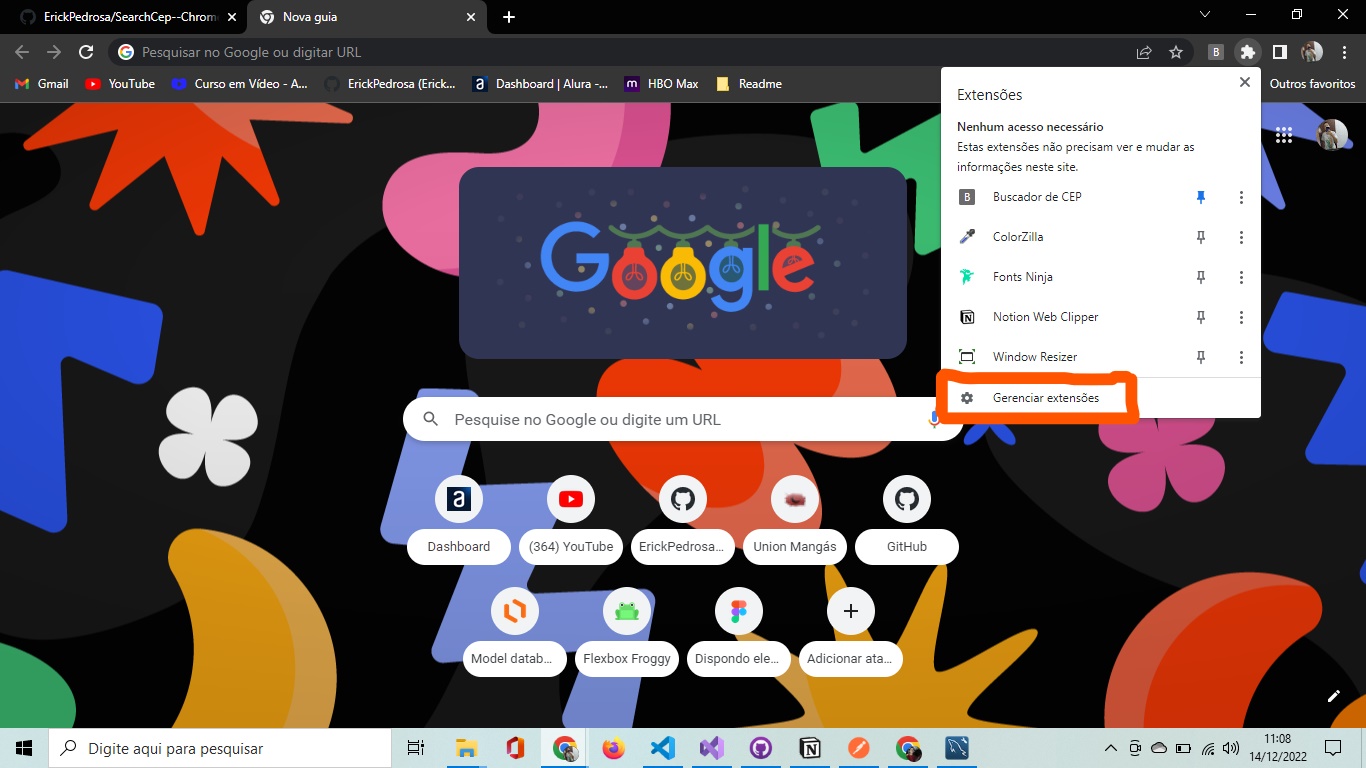 ErickPedrosa/SearchCep--Chrom
Nova guia
Pesquisar no Google ou digitar URL
B
Gmail
YouTube
Curso em Vídeo - A...
ErickPedrosa (Erick...
a
Dashboard | Alura -...
m
HBO Max
Readme
Outros favoritos
Extensões
Nenhum acesso necessário
Estas extensões não precisam ver e mudar as
informações neste site.
B
Buscador de CEP
ColorZilla
Fonts Ninja
Notion Web Clipper
Window Resizer
Gerenciar extensões
Google
Pesquise no Google ou digite um URL
a
Dashboard
(364) YouTube
ErickPedrosa...
Union Mangás
GitHub
Model datab...
Flexbox Froggy
Dispondo ele...
Adicionar ata...
Digite aqui para pesquisar
11:08
14/12/2022